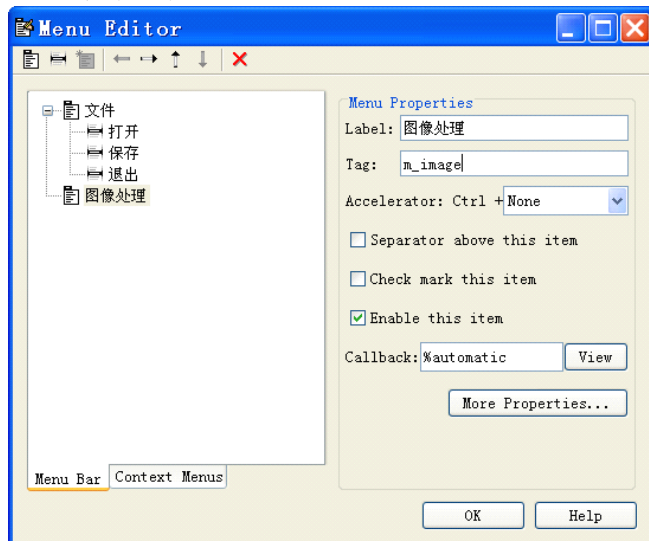 Menu Editor
文件
打开
保存
退出
图像处理
Menu Bar
Context Menus
Menu Properties
Label: 图像处理
Tag: m_image
Accelerator: Ctrl + None
Separator above this item
Check mark this item
Enable this item
Callback: %automatic View
More Properties...
OK
Help